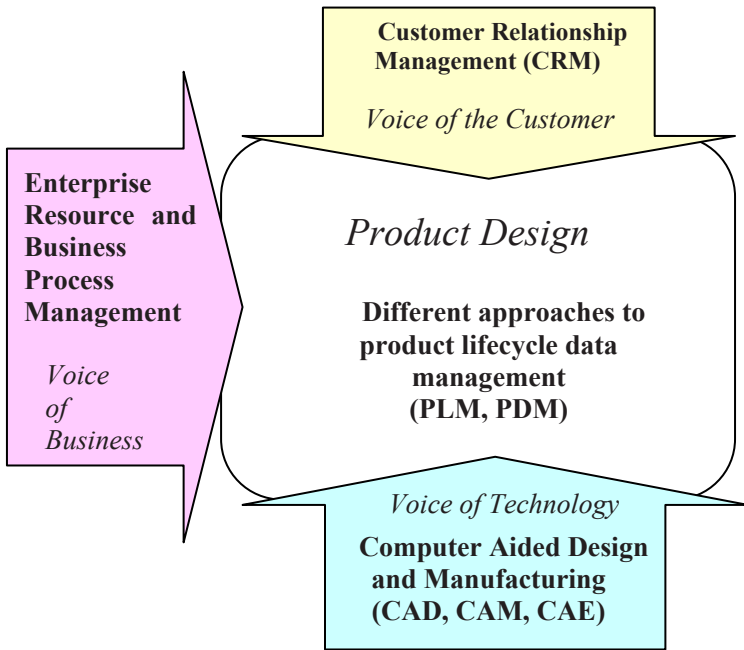 Customer Relationship
Management (CRM)
Voice of the Customer
Enterprise
Resource and
Business
Process
Management
Voice
of
Business
Product Design
Different approaches to
product lifecycle data
management
(PLM, PDM)
Voice of Technology
Computer Aided Design
and Manufacturing
(CAD, CAM, CAE)